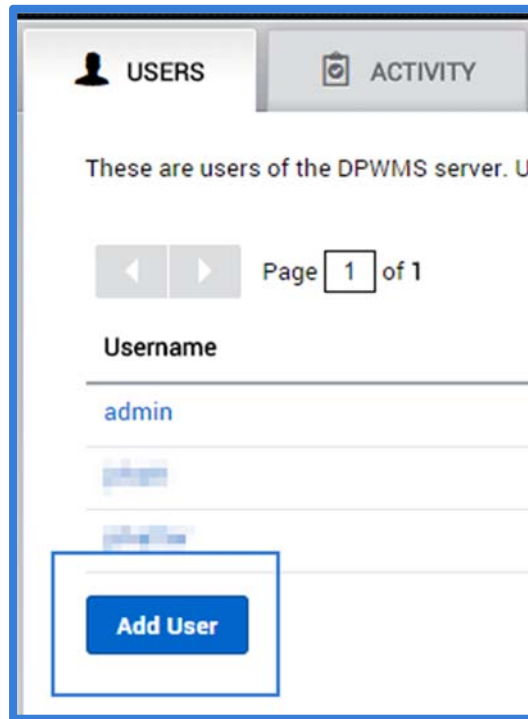 USERS ACTIVITY
These are users of the DPWMS server. U
Page 1 of 1
Username
admin
Add User